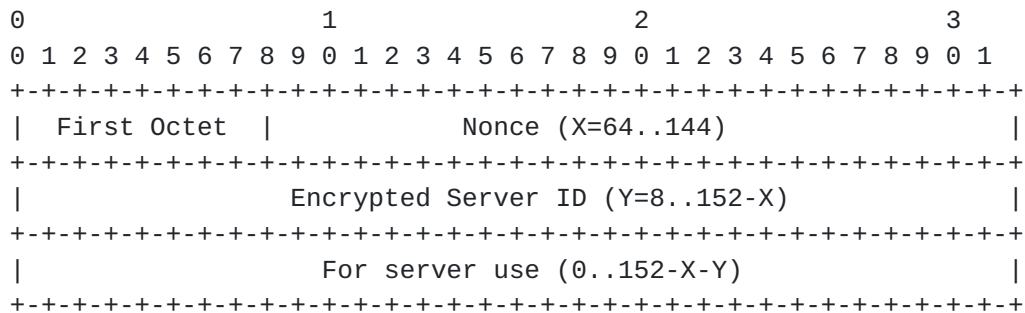 0                   1                   2                   3
0 1 2 3 4 5 6 7 8 9 0 1 2 3 4 5 6 7 8 9 0 1 2 3 4 5 6 7 8 9 0 1
+-+-+-+-+-+-+-+-+-+-+-+-+-+-+-+-+-+-+-+-+-+-+-+-+-+-+-+-+-+-+-+-+
|  First Octet  |            Nonce (X=64..144)                  |
+-+-+-+-+-+-+-+-+-+-+-+-+-+-+-+-+-+-+-+-+-+-+-+-+-+-+-+-+-+-+-+-+
|                 Encrypted Server ID (Y=8..152-X)              |
+-+-+-+-+-+-+-+-+-+-+-+-+-+-+-+-+-+-+-+-+-+-+-+-+-+-+-+-+-+-+-+-+
|                   For server use (0..152-X-Y)                 |
+-+-+-+-+-+-+-+-+-+-+-+-+-+-+-+-+-+-+-+-+-+-+-+-+-+-+-+-+-+-+-+-+